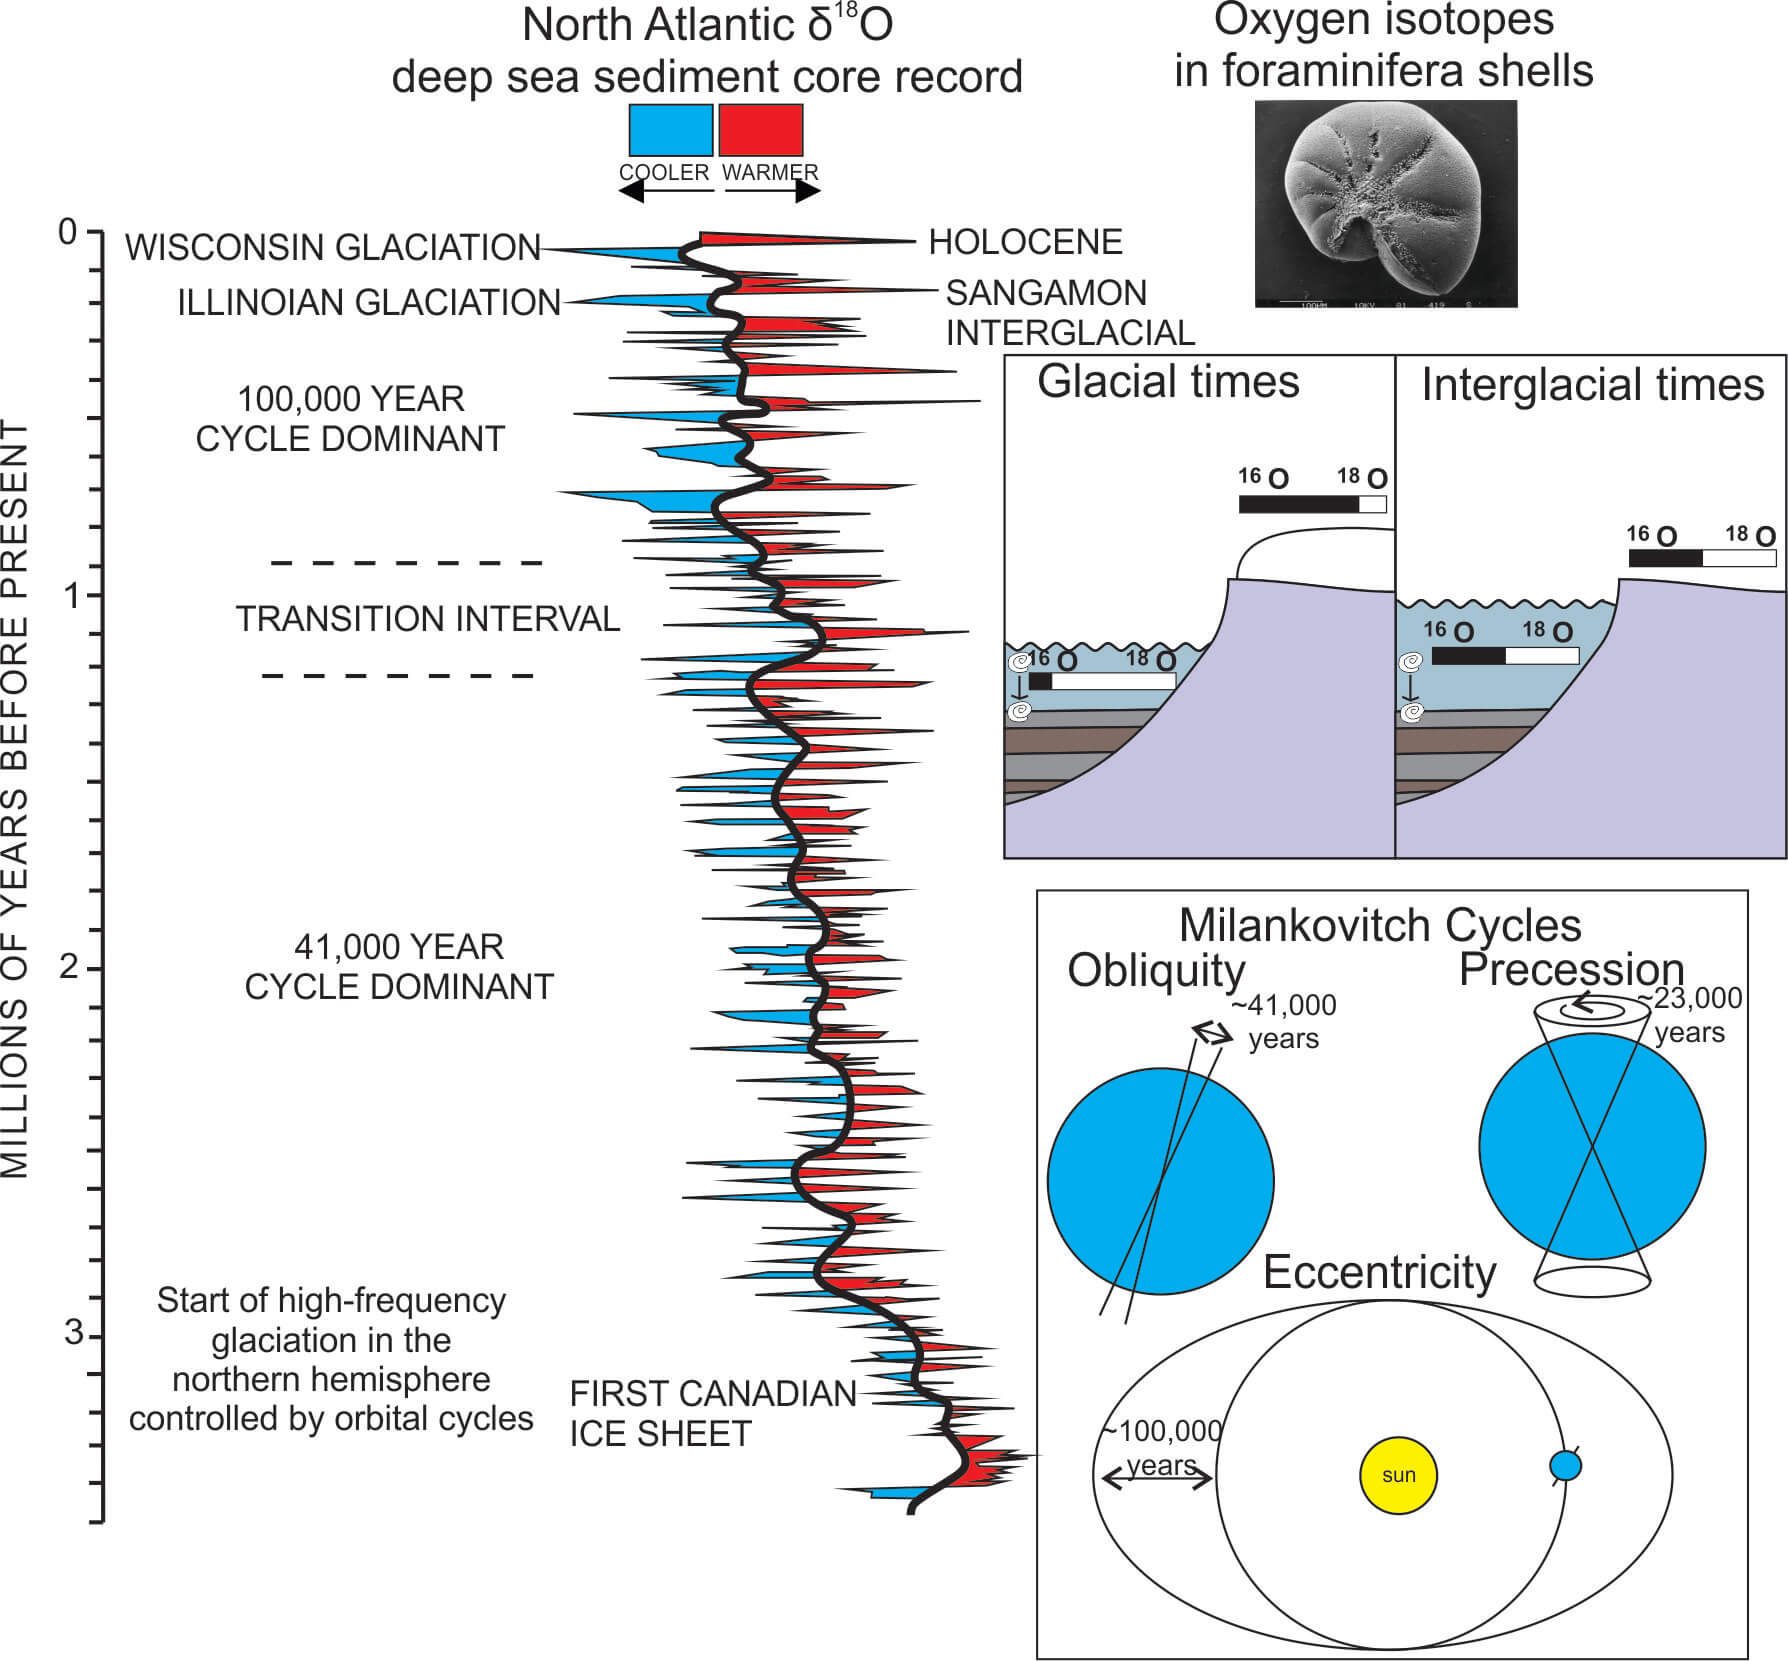 North Atlantic δ18O
deep sea sediment core record
COOLER WARMER
Oxygen isotopes
in foraminifera shells
100µM 10KV 01 419 S
MILLIONS OF YEARS BEFORE PRESENT
0
1
2
3
WISCONSIN GLACIATION
HOLOCENE
ILLINOIAN GLACIATION
SANGAMON
INTERGLACIAL
100,000 YEAR
CYCLE DOMINANT
TRANSITION INTERVAL
41,000 YEAR
CYCLE DOMINANT
Start of high-frequency
glaciation in the
northern hemisphere
controlled by orbital cycles
FIRST CANADIAN
ICE SHEET
Glacial times
16 O 18 O
16 O 18 O
Interglacial times
16 O 18 O
16 O 18 O
Milankovitch Cycles
Obliquity
~41,000
years
Precession
~23,000
years
Eccentricity
~100,000
years
sun